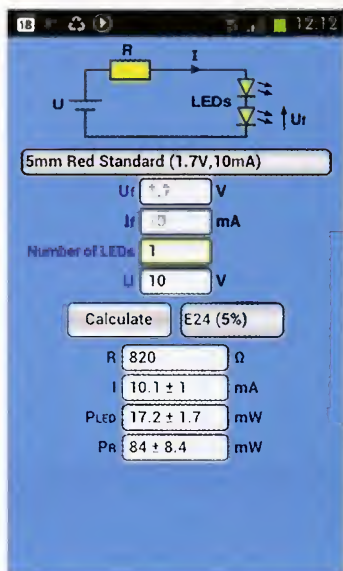 18 12:12
R I
U LEDs Uf
5mm Red Standard (1.7V,10mA)
Uf V
If mA
Number of LEDs 1
U 10 V
Calculate E24 (5%)
R 820 Ω
I 10.1 ± 1 mA
PLED 17.2 ± 1.7 mW
PR 84 ± 8.4 mW